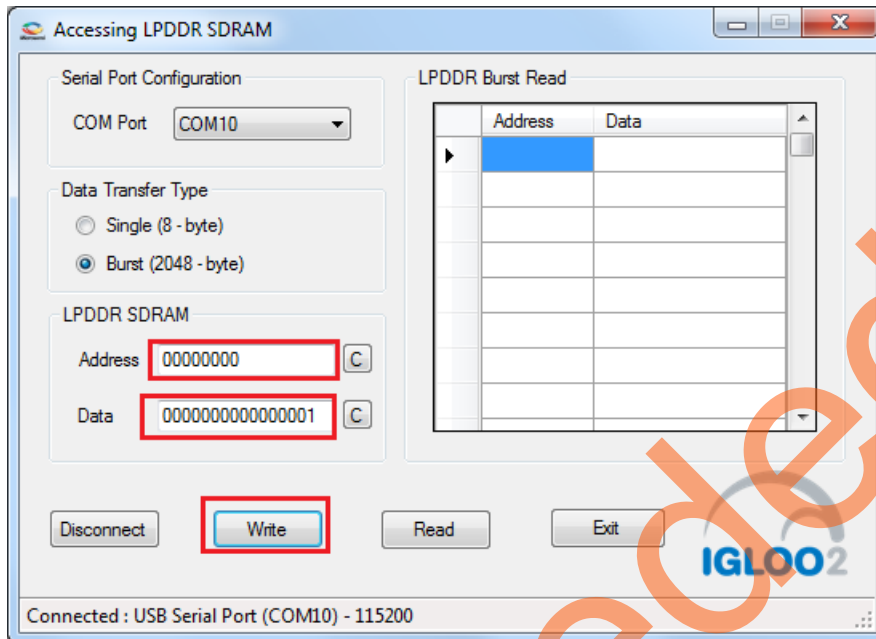 Accessing LPDDR SDRAM
Serial Port Configuration
COM Port COM10
Data Transfer Type
Single (8 - byte)
Burst (2048 - byte)
LPDDR SDRAM
Address 00000000 C
Data 0000000000000001 C
LPDDR Burst Read
Address Data
Disconnect Write Read Exit
IGLOO2
Connected : USB Serial Port (COM10) - 115200